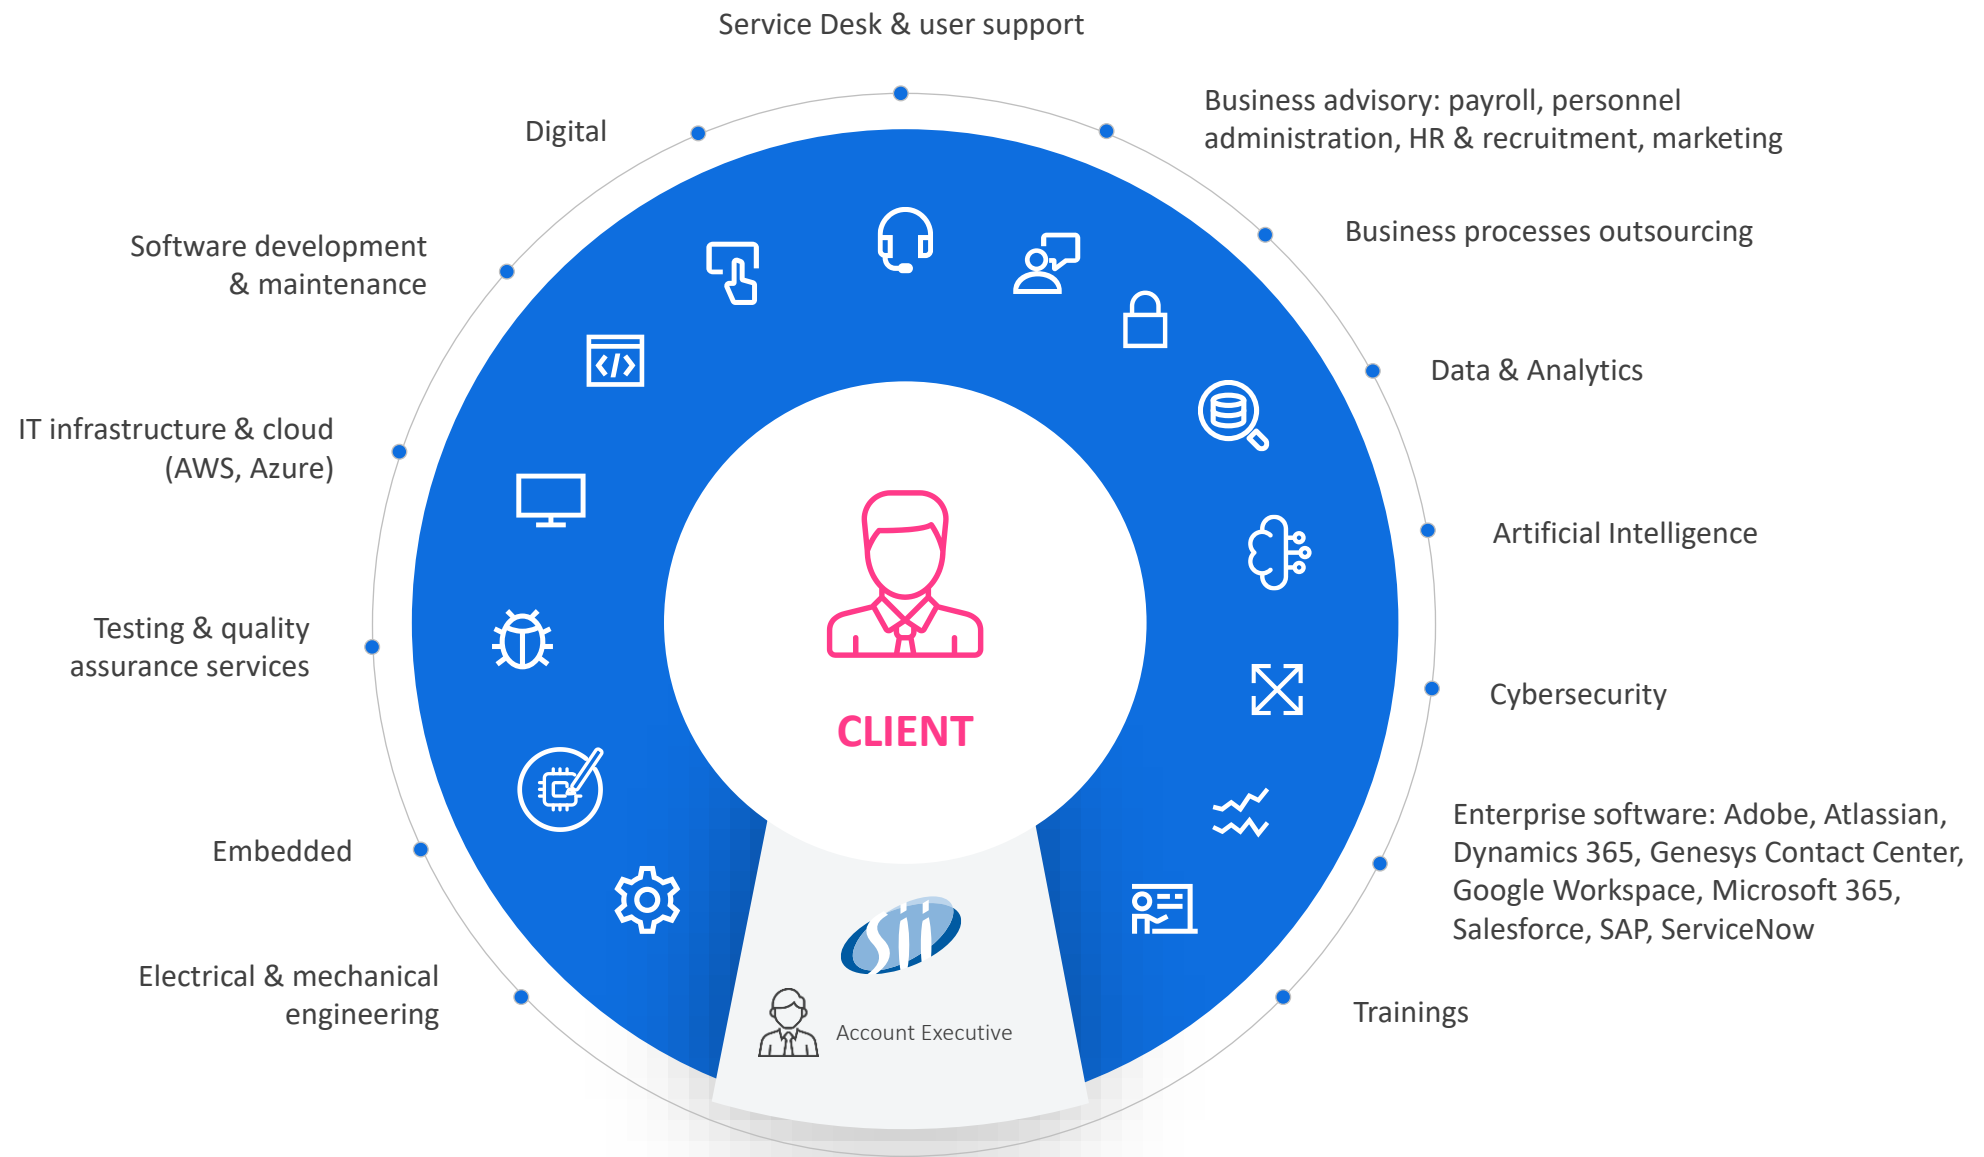 Service Desk & user support
Digital
Business advisory: payroll, personnel
administration, HR & recruitment, marketing
Software development
& maintenance
Business processes outsourcing
Data & Analytics
IT infrastructure & cloud
(AWS, Azure)
Artificial Intelligence
Testing & quality
assurance services
Cybersecurity
CLIENT
Embedded
Enterprise software: Adobe, Atlassian,
Dynamics 365, Genesys Contact Center,
Google Workspace, Microsoft 365,
Salesforce, SAP, ServiceNow
Electrical & mechanical
engineering
Sii
Account Executive
Trainings